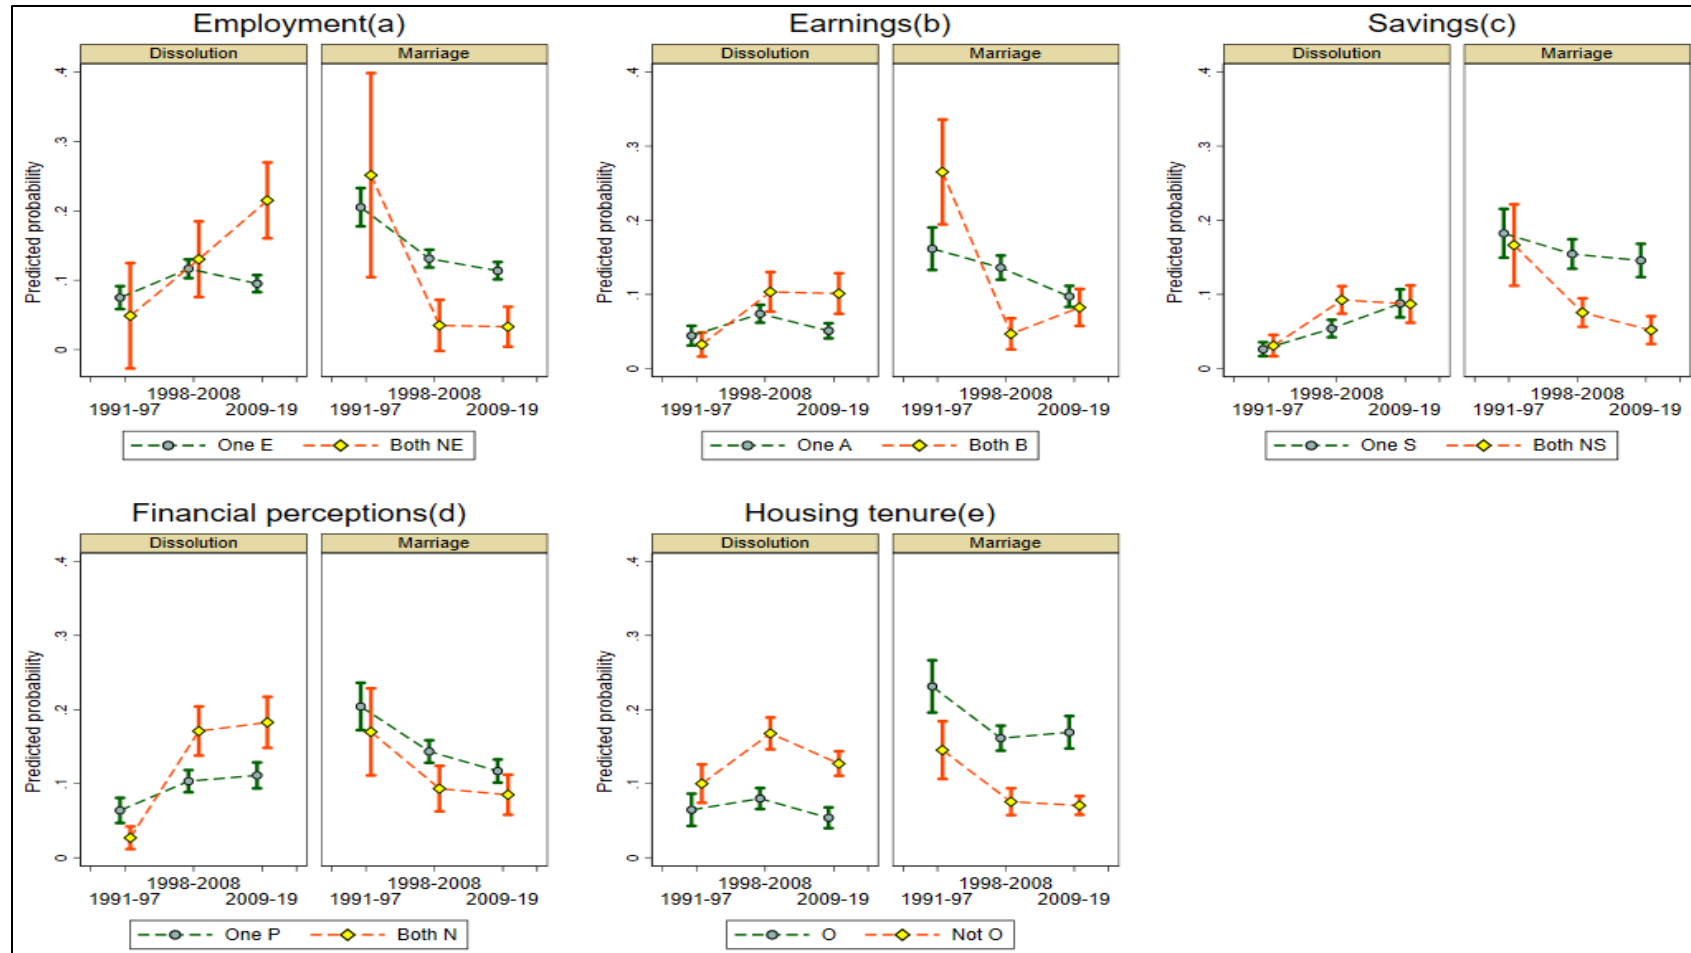 Employment(a)
Dissolution
Marriage
Predicted probability
.4
.3
.2
.1
0
1998-2008
1991-97
2009-19
1998-2008
1991-97
2009-19
One E
Both NE
Earnings(b)
Dissolution
Marriage
Predicted probability
.4
.3
.2
.1
0
1998-2008
1991-97
2009-19
1998-2008
1991-97
2009-19
One A
Both B
Savings(c)
Dissolution
Marriage
Predicted probability
.4
.3
.2
.1
0
1998-2008
1991-97
2009-19
1998-2008
1991-97
2009-19
One S
Both NS
Financial perceptions(d)
Dissolution
Marriage
Predicted probability
.4
.3
.2
.1
0
1998-2008
1991-97
2009-19
1998-2008
1991-97
2009-19
One P
Both N
Housing tenure(e)
Dissolution
Marriage
Predicted probability
.4
.3
.2
.1
0
1998-2008
1991-97
2009-19
1998-2008
1991-97
2009-19
O
Not O